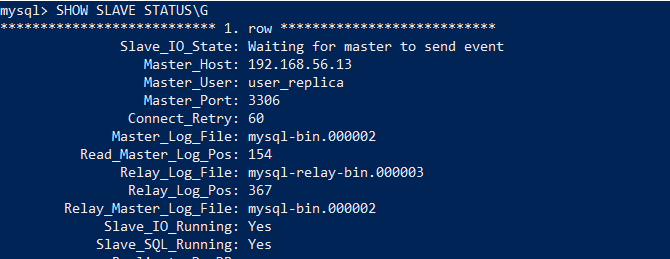 mysql> SHOW SLAVE STATUS\G
*************************** 1. row ***************************
Slave_IO_State: Waiting for master to send event
Master_Host: 192.168.56.13
Master_User: user_replica
Master_Port: 3306
Connect_Retry: 60
Master_Log_File: mysql-bin.000002
Read_Master_Log_Pos: 154
Relay_Log_File: mysql-relay-bin.000003
Relay_Log_Pos: 367
Relay_Master_Log_File: mysql-bin.000002
Slave_IO_Running: Yes
Slave_SQL_Running: Yes